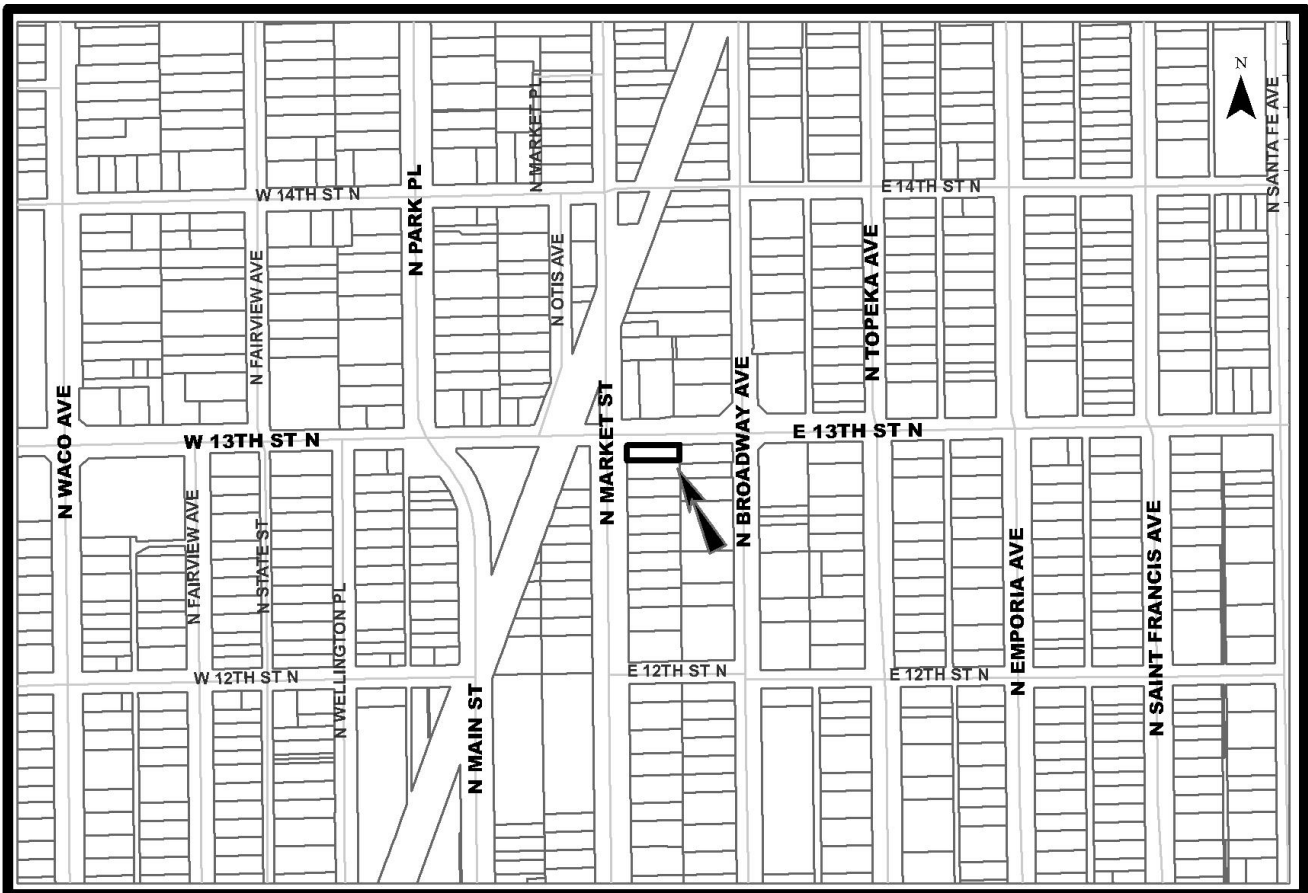 N
N SANTA FE AVE
N MARKET PL
N PARK PL
W 14TH ST N
E 14TH ST N
N OTIS AVE
N FAIRVIEW AVE
N TOPEKA AVE
N WACO AVE
N MARKET ST
N BROADWAY AVE
W 13TH ST N
E 13TH ST N
N FAIRVIEW AVE
N STATE ST
N WELLINGTON PL
N EMPORIA AVE
N SAINT FRANCIS AVE
W 12TH ST N
E 12TH ST N
E 12TH ST N
N MAIN ST